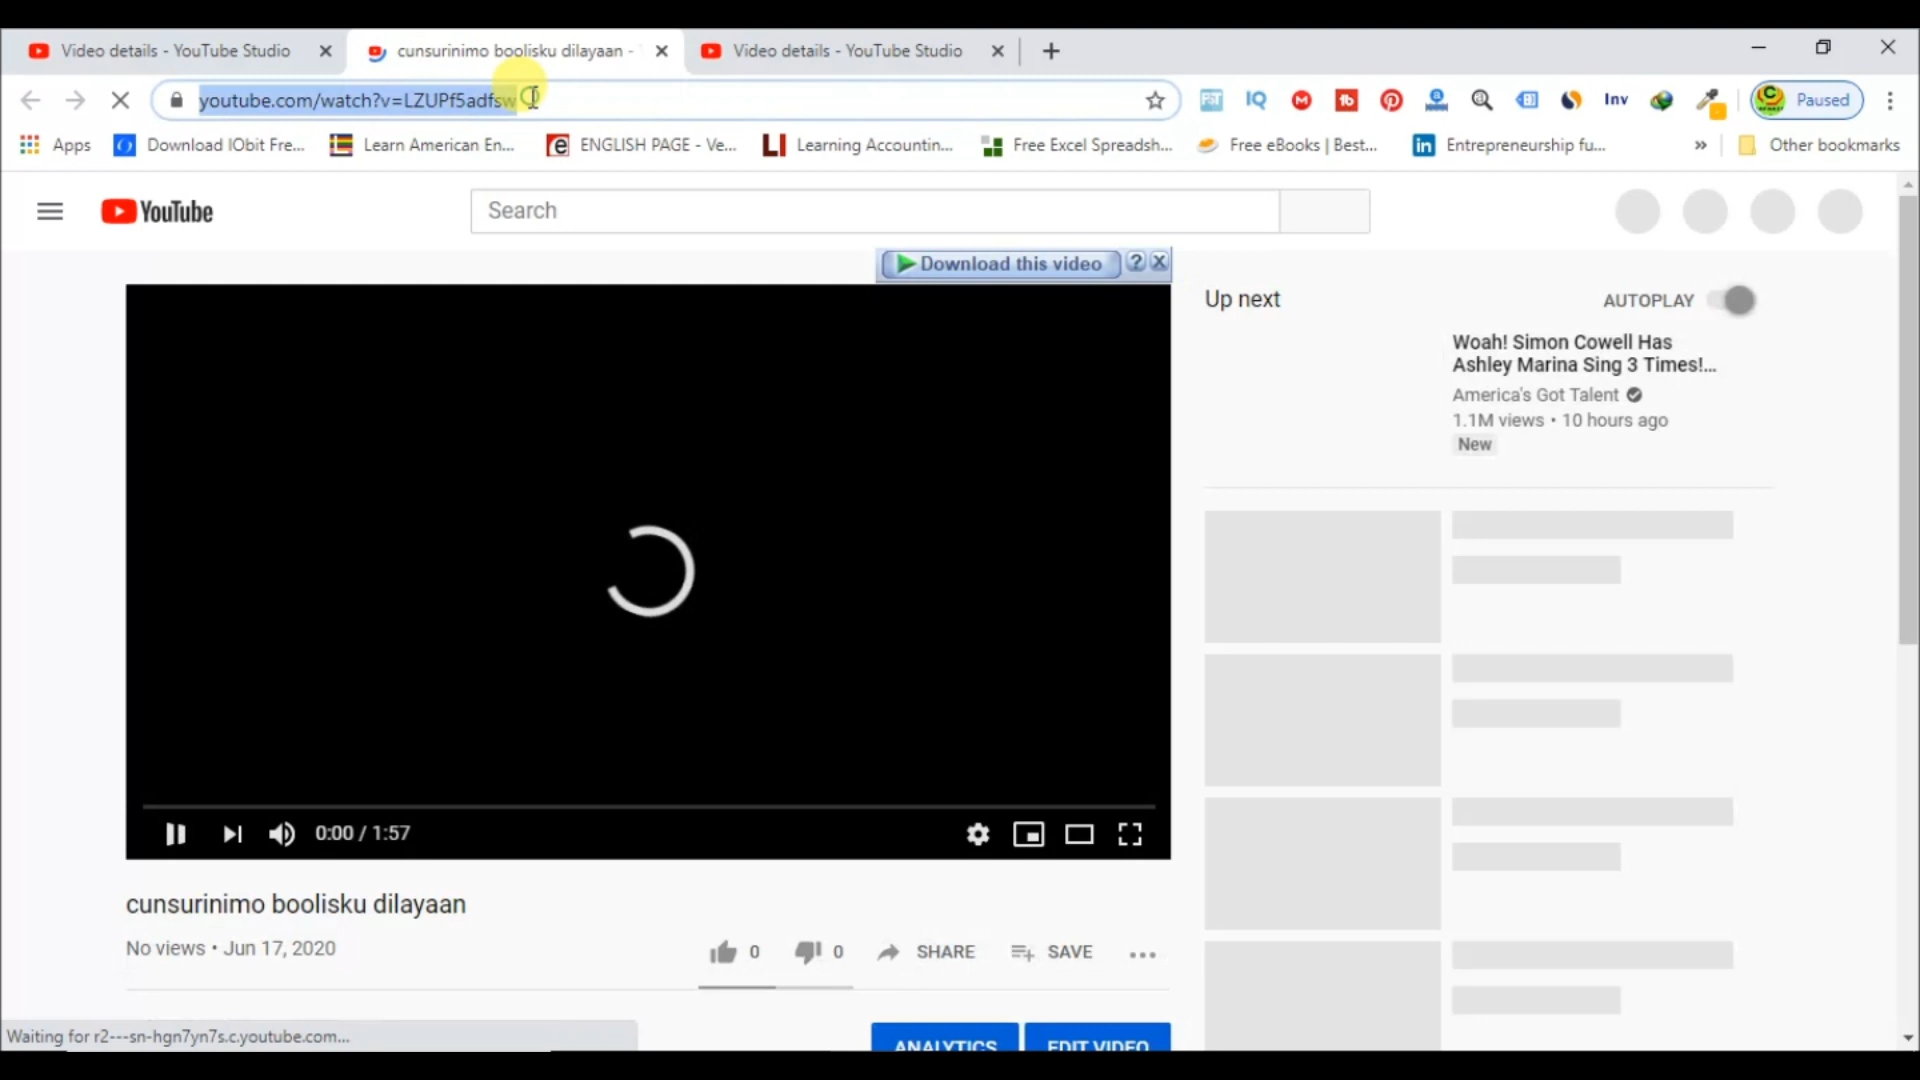 Video details - YouTube Studio
cunsurinimo boolisku dilayaan -
Video details - YouTube Studio
youtube.com/watch?v=LZUPf5adfsw
Inv
Paused
Apps
Download IObit Fre...
Learn American En...
ENGLISH PAGE - Ve...
Learning Accountin...
Free Excel Spreadsh...
Free eBooks | Best...
Entrepreneurship fu...
»
Other bookmarks
YouTube
Search
Download this video
Up next
AUTOPLAY
Woah! Simon Cowell Has
Ashley Marina Sing 3 Times!...
America's Got Talent
1.1M views • 10 hours ago
New
0:00 / 1:57
cunsurinimo boolisku dilayaan
No views • Jun 17, 2020
0
0
SHARE
SAVE
ANALYTICS
EDIT VIDEO
Waiting for r2---sn-hgn7yn7s.c.youtube.com...